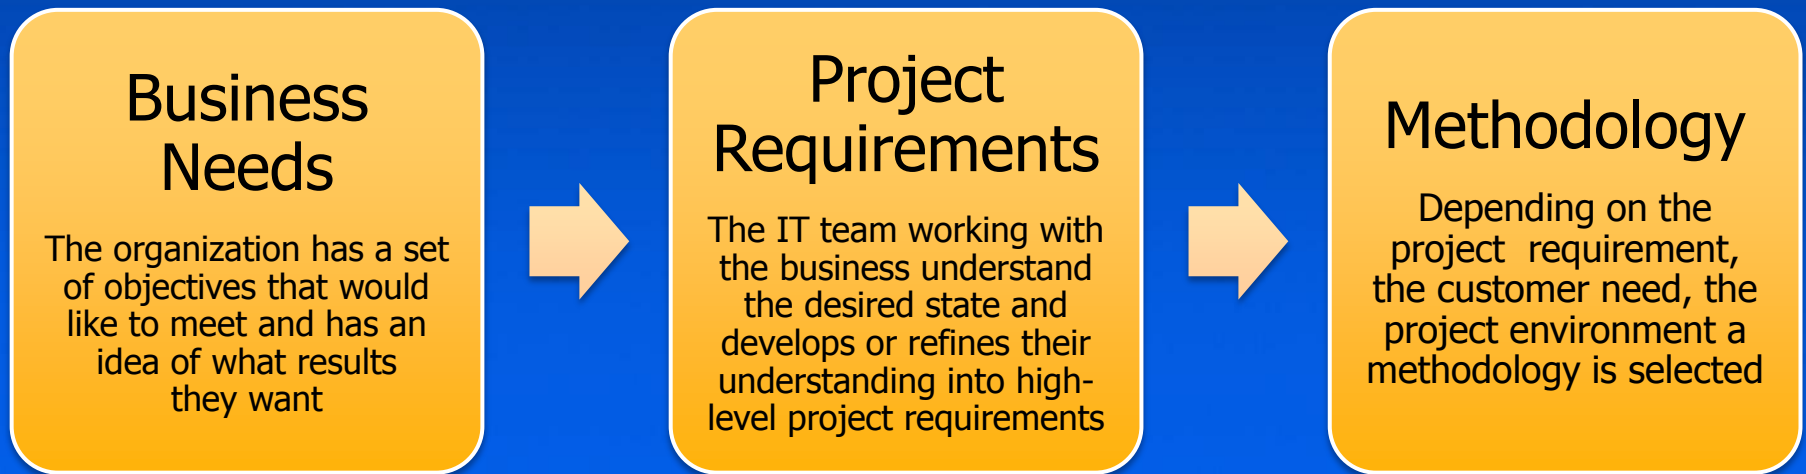 Business
Needs
The organization has a set
of objectives that would
like to meet and has an
idea of what results
they want
Project
Requirements
The IT team working with
the business understand
the desired state and
develops or refines their
understanding into high-
level project requirements
Methodology
Depending on the
project  requirement,
the customer need, the
project environment a
methodology is selected